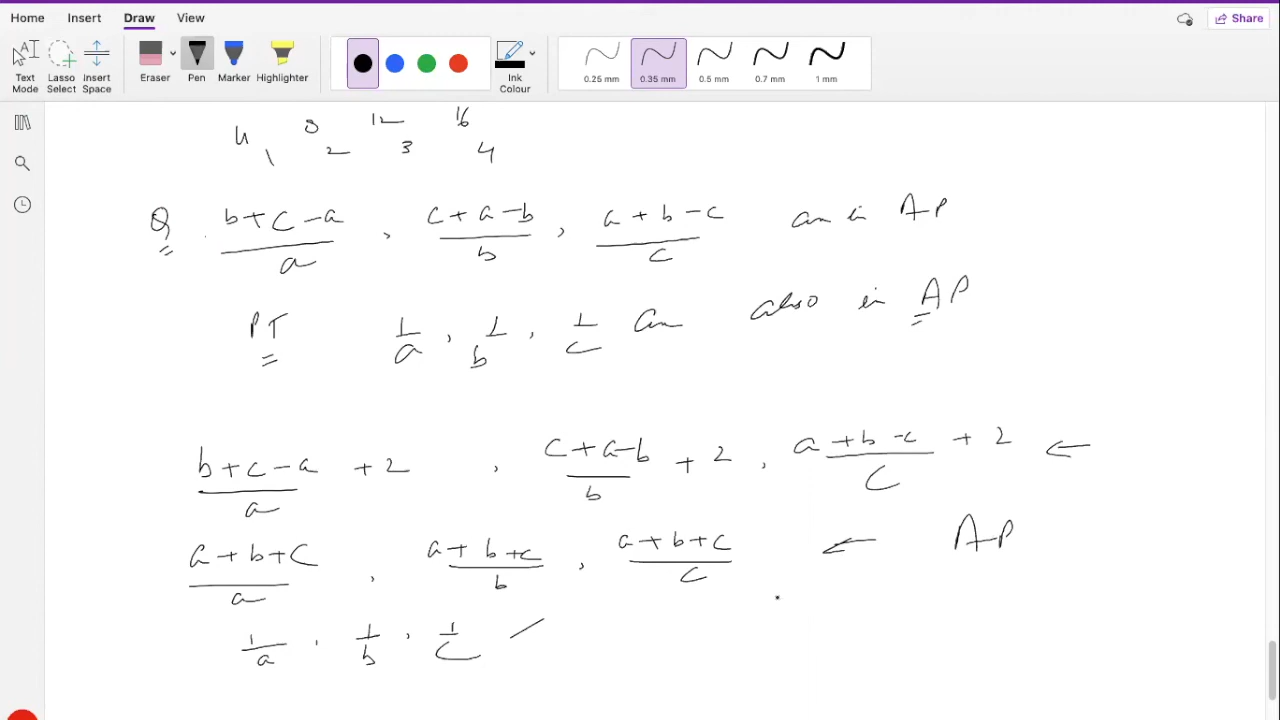 Home Insert Draw View Share
Text Mode Lasso Select Insert Space Eraser Pen Marker Highlighter Ink Colour 0.25 mm 0.35 mm 0.5 mm 0.7 mm 1 mm
4 8 12 16
1 2 3 4
Q (b+c-a)/a , (c+a-b)/b , (a+b-c)/c are in AP
PT 1/a , 1/b , 1/c are also in AP
(b+c-a)/a +2 , (c+a-b)/b +2 , (a+b-c)/c +2 ←
(a+b+c)/a , (a+b+c)/b , (a+b+c)/c ← AP
1/a , 1/b , 1/c